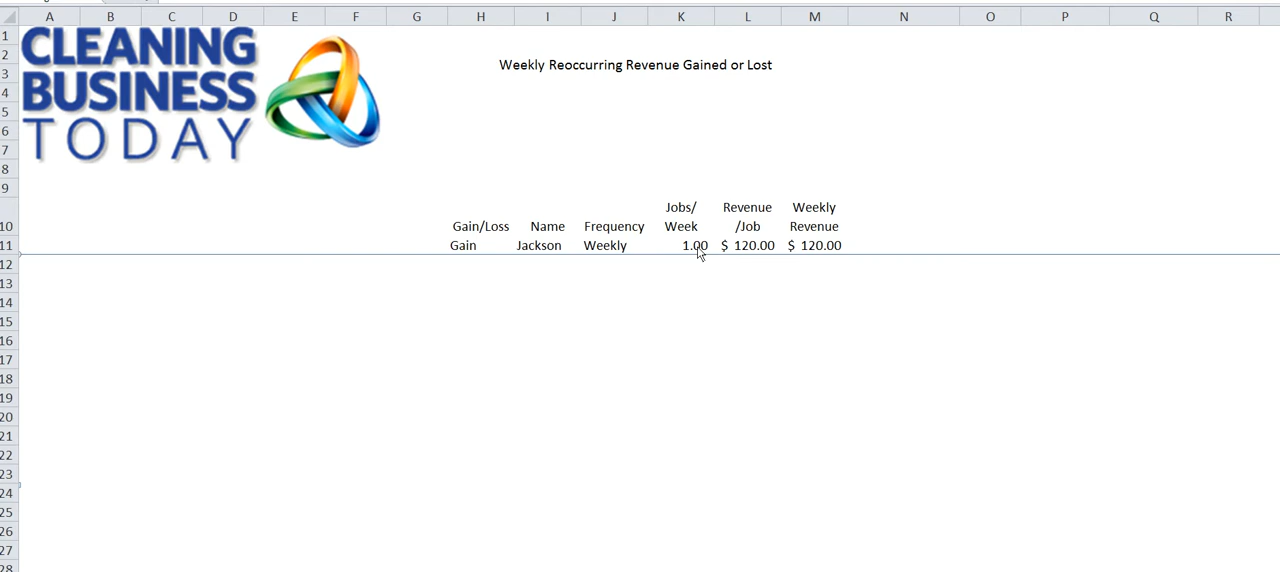 A B C D E F G H I J K L M N O P Q R
1 CLEANING
2 Weekly Reoccurring Revenue Gained or Lost
3
4 BUSINESS
5
6 TODAY
7
8
9
Jobs/ Revenue Weekly
10 Gain/Loss Name Frequency Week /Job Revenue
11 Gain Jackson Weekly 1.00 $ 120.00 $ 120.00
12
13
14
15
16
17
18
19
20
21
22
23
24
25
26
27
28